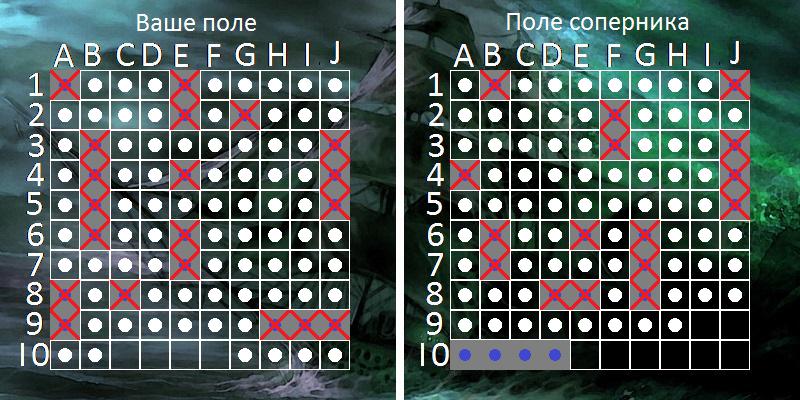 Ваше поле
Поле соперника
A B C D E F G H I J
A B C D E F G H I J
1 1
2 2
3 3
4 4
5 5
6 6
7 7
8 8
9 9
10 10